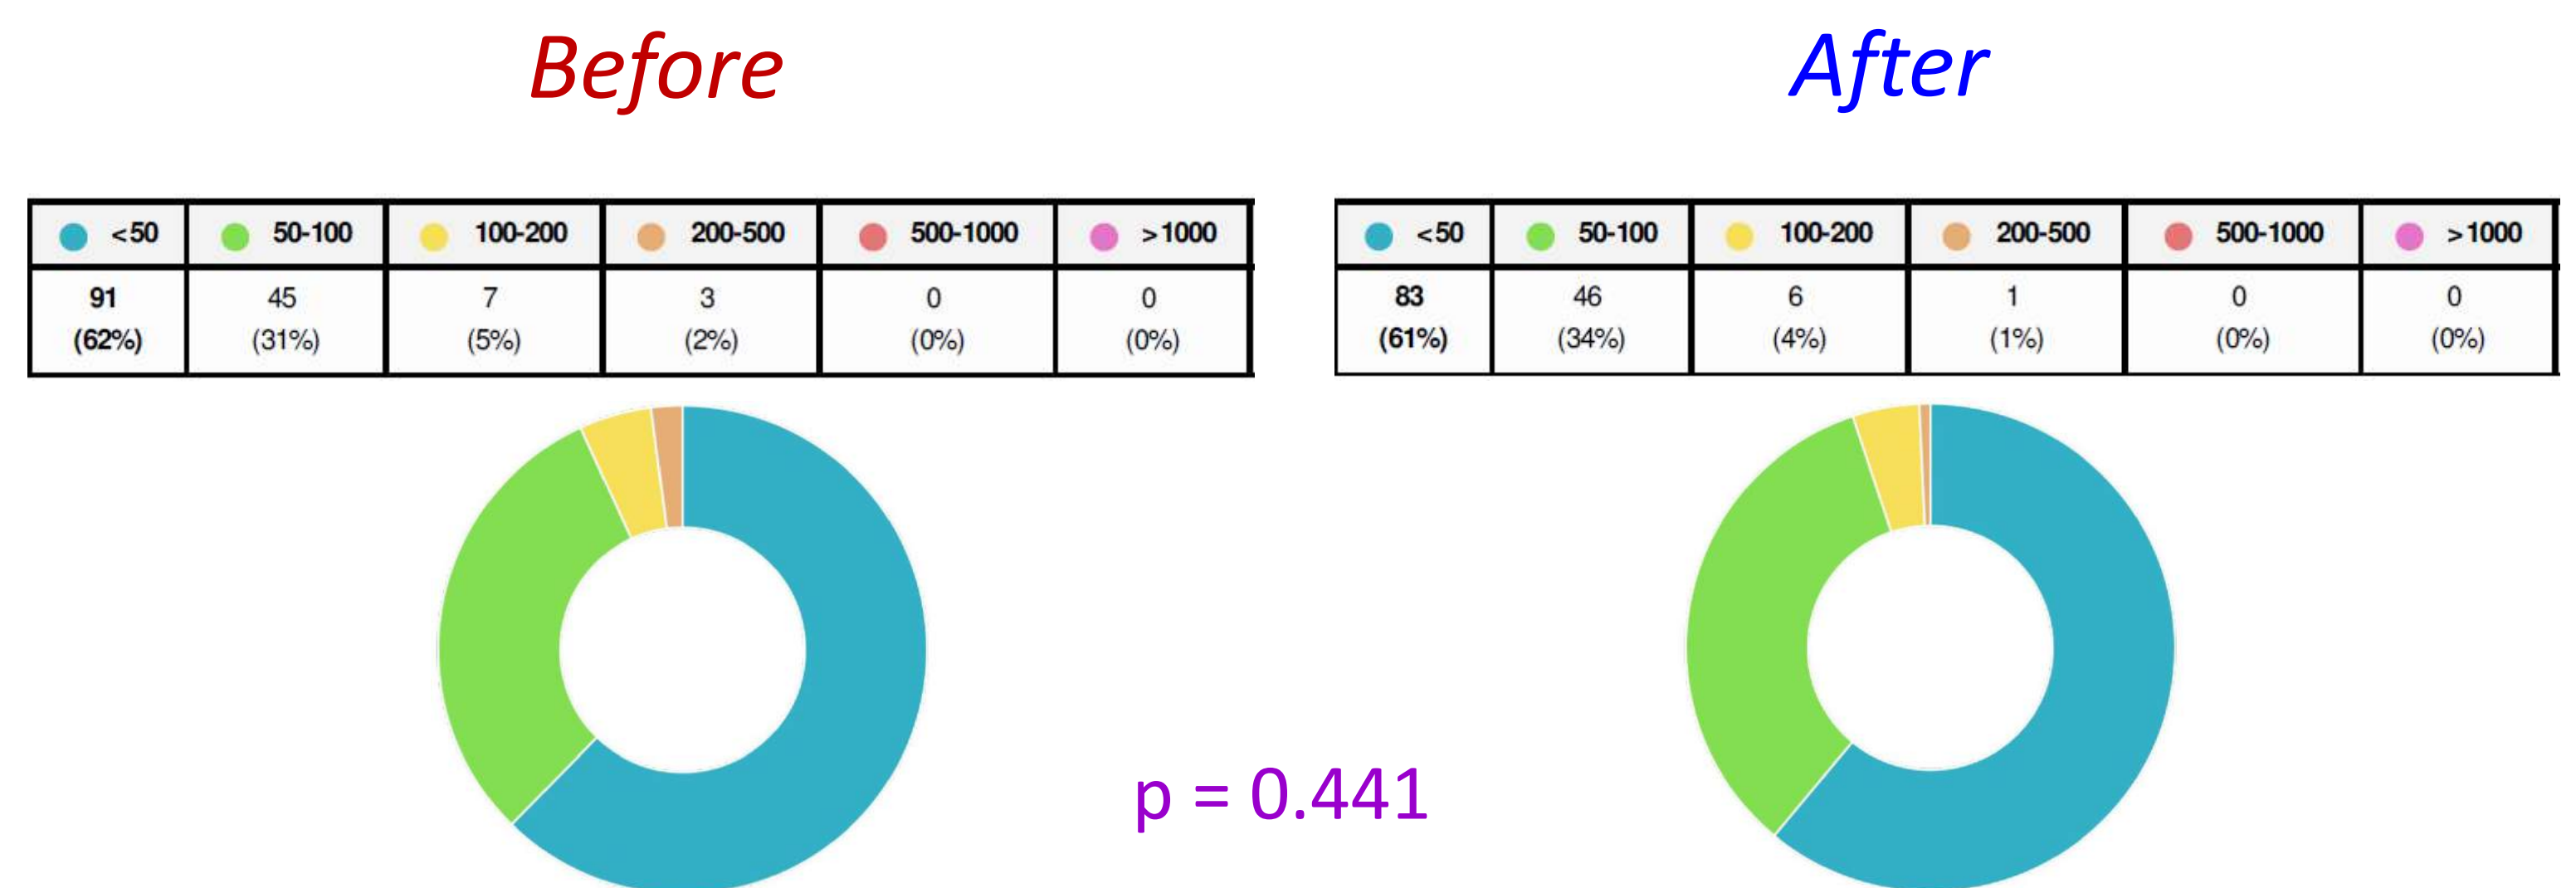 Before
After
<50 50-100 100-200 200-500 500-1000 >1000
91 45 7 3 0 0
(62%) (31%) (5%) (2%) (0%) (0%)
<50 50-100 100-200 200-500 500-1000 >1000
83 46 6 1 0 0
(61%) (34%) (4%) (1%) (0%) (0%)
p = 0.441